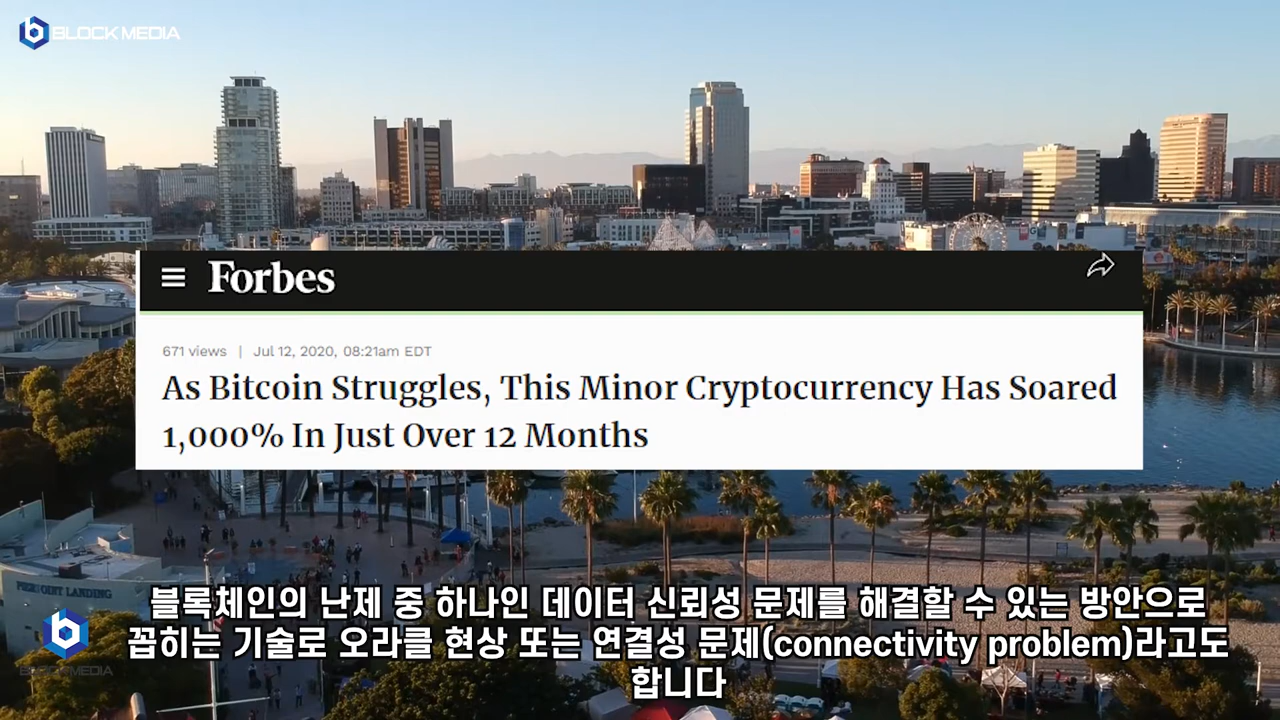 BLOCK MEDIA
Forbes
671 views | Jul 12, 2020, 08:21am EDT
As Bitcoin Struggles, This Minor Cryptocurrency Has Soared
1,000% In Just Over 12 Months
PIERPOINT LANDING
블록체인의 난제 중 하나인 데이터 신뢰성 문제를 해결할 수 있는 방안으로
꼽히는 기술로 오라클 현상 또는 연결성 문제(connectivity problem)라고도
합니다
BLOCK MEDIA